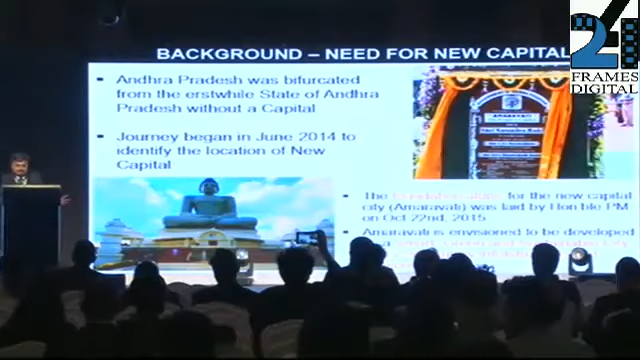 BACKGROUND – NEED FOR NEW CAPITAL
24
FRAMES
DIGITAL
• Andhra Pradesh was bifurcated
from the erstwhile State of Andhra
Pradesh without a Capital
• Journey began in June 2014 to
identify the location of New
Capital
AMARAVATI
• The for the new capital
city (Amaravati) was laid by Hon'ble PM
on Oct 22nd, 2015
• Amaravati is envisioned to be developed